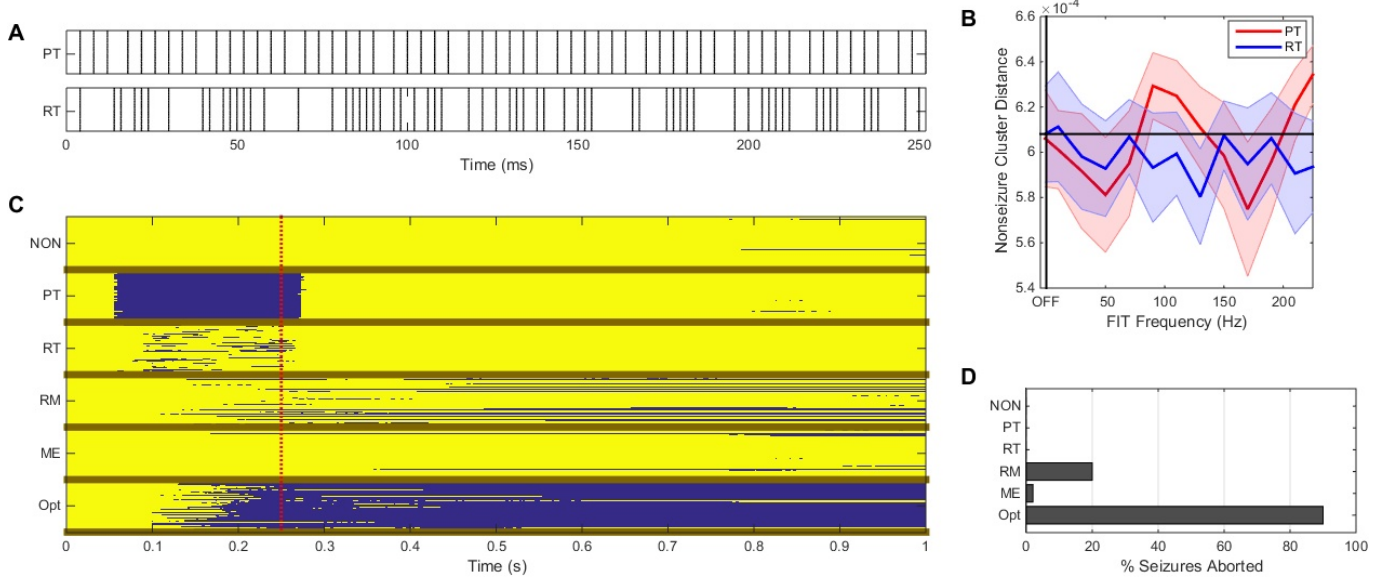 A
PT
RT
0 50 100 150 200 250
Time (ms)
B
×10⁻⁴
6.6
6.4
6.2
6
5.8
5.6
5.4
PT
RT
Nonseizure Cluster Distance
OFF 50 100 150 200
FIT Frequency (Hz)
C
NON
PT
RT
RM
ME
Opt
0 0.1 0.2 0.3 0.4 0.5 0.6 0.7 0.8 0.9 1
Time (s)
D
NON
PT
RT
RM
ME
Opt
0 20 40 60 80 100
% Seizures Aborted